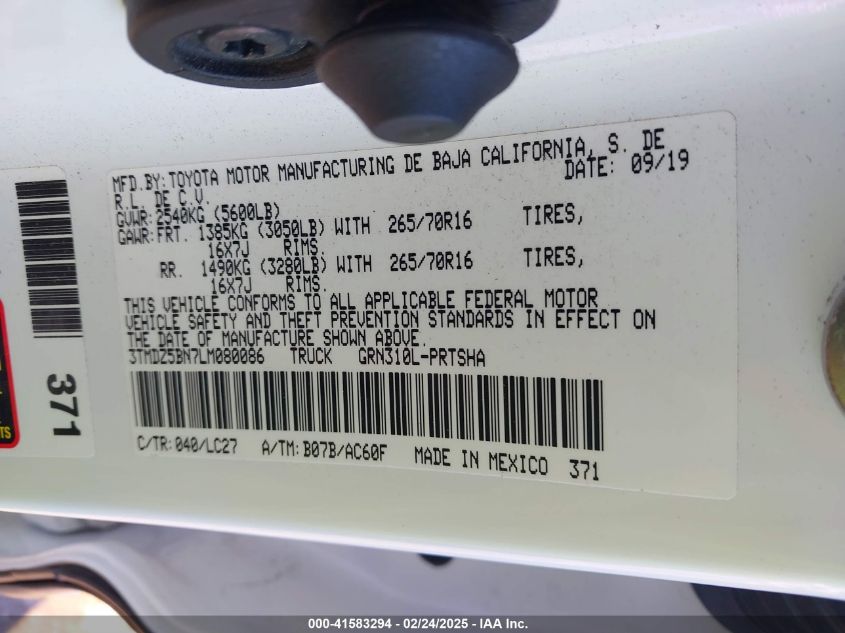 MFD.BY:TOYOTA MOTOR MANUFACTURING DE BAJA CALIFORNIA, S. DE
R.L. DE C.V. DATE: 09/19
GVWR:2540KG (5600LB)
GAWR:FRT. 1385KG (3050LB) WITH 265/70R16 TIRES,
16X7J RIMS.
RR. 1490KG (3280LB) WITH 265/70R16 TIRES,
16X7J RIMS.
THIS VEHICLE CONFORMS TO ALL APPLICABLE FEDERAL MOTOR
VEHICLE SAFETY AND THEFT PREVENTION STANDARDS IN EFFECT ON
THE DATE OF MANUFACTURE SHOWN ABOVE.
3TMDZ5BN7LM080086 TRUCK GRN310L-PRTSHA
C/TR:040/LC27 A/TM:B07B/AC60F MADE IN MEXICO 371
371
TS
000-41583294 - 02/24/2025 - IAA Inc.